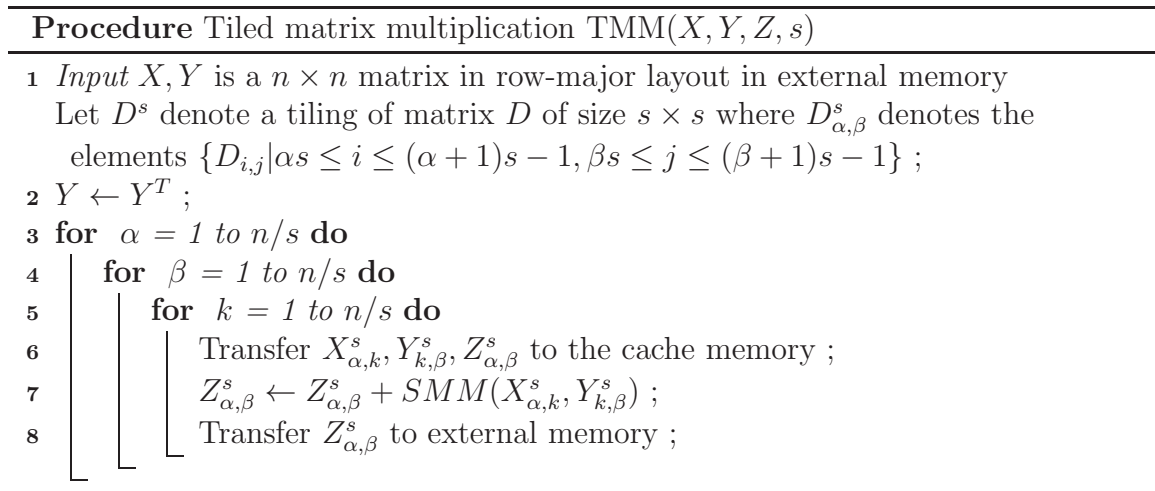 Procedure Tiled matrix multiplication TMM(X, Y, Z, s)
1 Input X, Y is a n × n matrix in row-major layout in external memory
Let D^s denote a tiling of matrix D of size s × s where D^s_{α,β} denotes the
elements {D_{i,j}|αs ≤ i ≤ (α + 1)s − 1, βs ≤ j ≤ (β + 1)s − 1} ;
2 Y ← Y^T ;
3 for α = 1 to n/s do
4 for β = 1 to n/s do
5 for k = 1 to n/s do
6 Transfer X^s_{α,k}, Y^s_{k,β}, Z^s_{α,β} to the cache memory ;
7 Z^s_{α,β} ← Z^s_{α,β} + SMM(X^s_{α,k}, Y^s_{k,β}) ;
8 Transfer Z^s_{α,β} to external memory ;